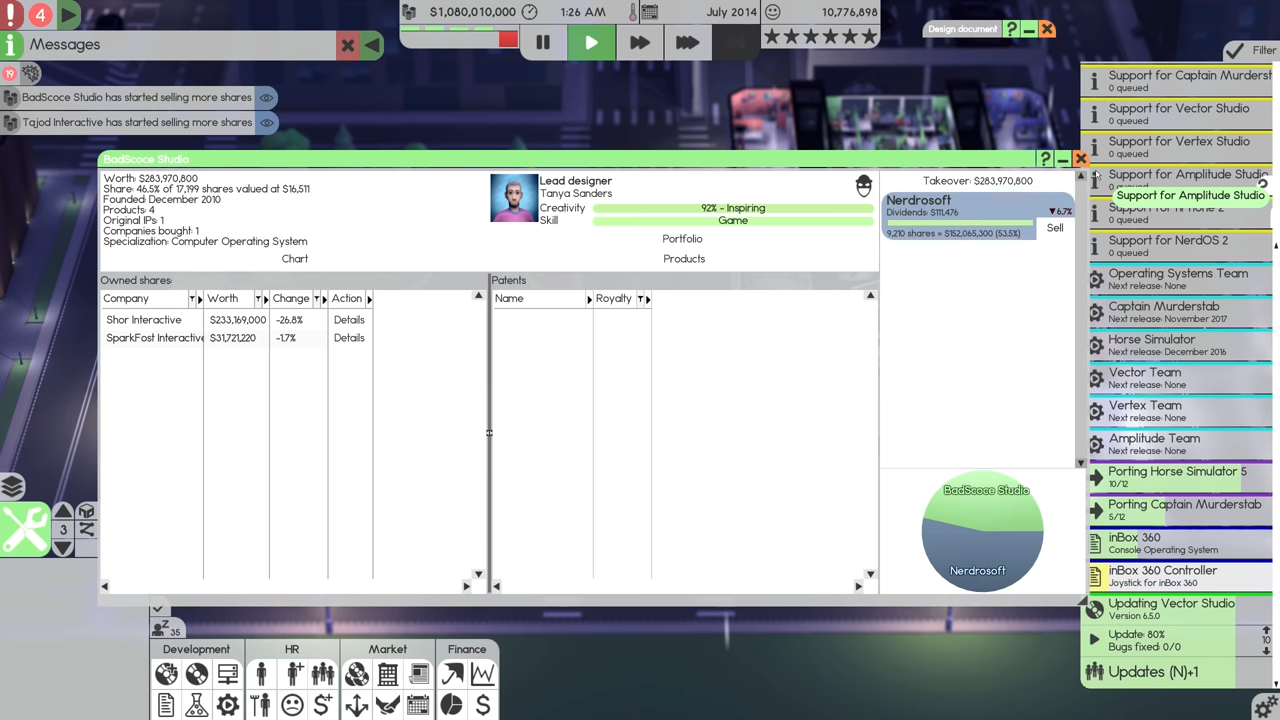 4
$1,080,010,000
1:26 AM
July 2014
10,776,898
Messages
Design document
?
Filter
19
BadScoce Studio has started selling more shares
Tajod Interactive has started selling more shares
BadScoce Studio
?
Worth: $283,970,800
Share: 46.5% of 17,199 shares valued at $16,511
Founded: December 2010
Products: 4
Original IPs: 1
Companies bought: 1
Specialization: Computer Operating System
Chart
Lead designer
Tanya Sanders
Creativity
92% - Inspiring
Skill
Game
Portfolio
Products
Takeover: $283,970,800
Nerdrosoft
Dividends: $111,476
▼6.7%
9,210 shares = $152,065,300 (53.5%)
Sell
Owned shares:
Company
Worth
Change
Action
Shor Interactive
$233,169,000
-26.8%
Details
SparkFost Interactive
$31,721,220
-1.7%
Details
Patents
Name
Royalty
BadScoce Studio
Nerdrosoft
Support for Captain Murderst
0 queued
Support for Vector Studio
0 queued
Support for Vertex Studio
0 queued
Support for Amplitude Studio
Support for Amplitude Studio
?
0 queued
Support for NerdOS 2
0 queued
Operating Systems Team
Next release: None
Captain Murderstab
Next release: November 2017
Horse Simulator
Next release: December 2016
Vector Team
Next release: None
Vertex Team
Next release: None
Amplitude Team
Next release: None
Porting Horse Simulator 5
10/12
Porting Captain Murderstab
5/12
inBox 360
Console Operating System
inBox 360 Controller
Joystick for inBox 360
Updating Vector Studio
Version 6.5.0
Update: 80%
Bugs fixed: 0/0
10
Updates (N)+1
3
Z 35
Development
HR
Market
Finance